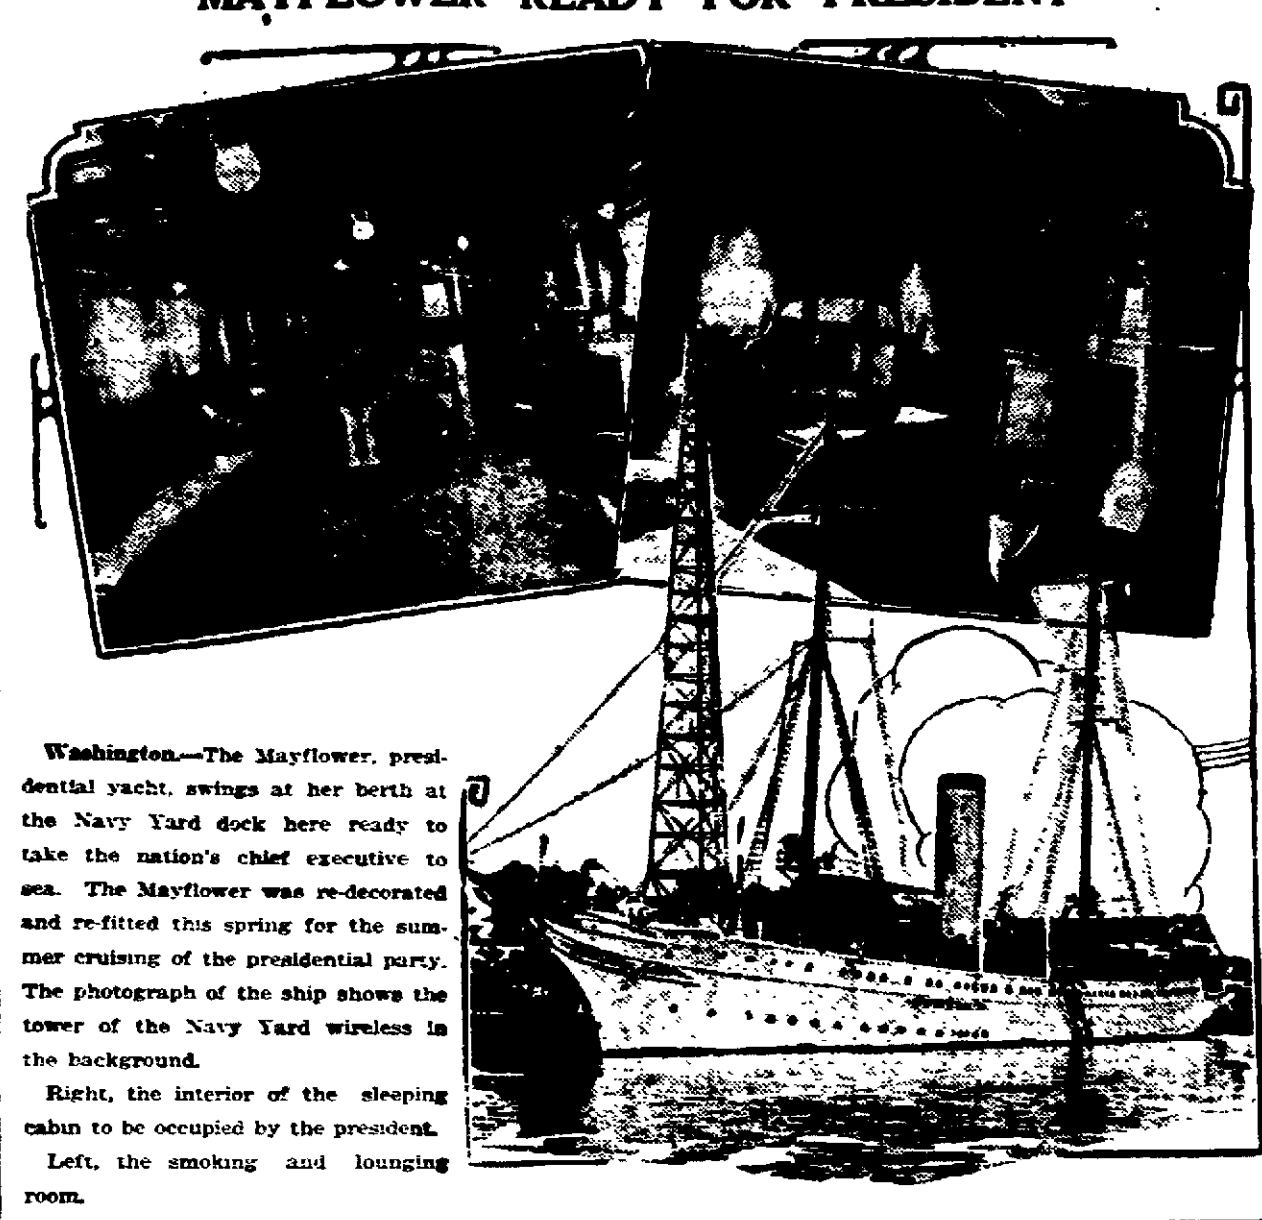 MAYFLOWER READY FOR PRESIDENT
Washington.—The Mayflower, presi-
dential yacht, swings at her berth at
the Navy Yard dock here ready to
take the nation's chief executive to
sea. The Mayflower was re-decorated
and re-fitted this spring for the sum-
mer cruising of the presidential party.
The photograph of the ship shows the
tower of the Navy Yard wireless in
the background.
Right, the interior of the sleeping
cabin to be occupied by the president.
Left, the smoking and lounging
room.